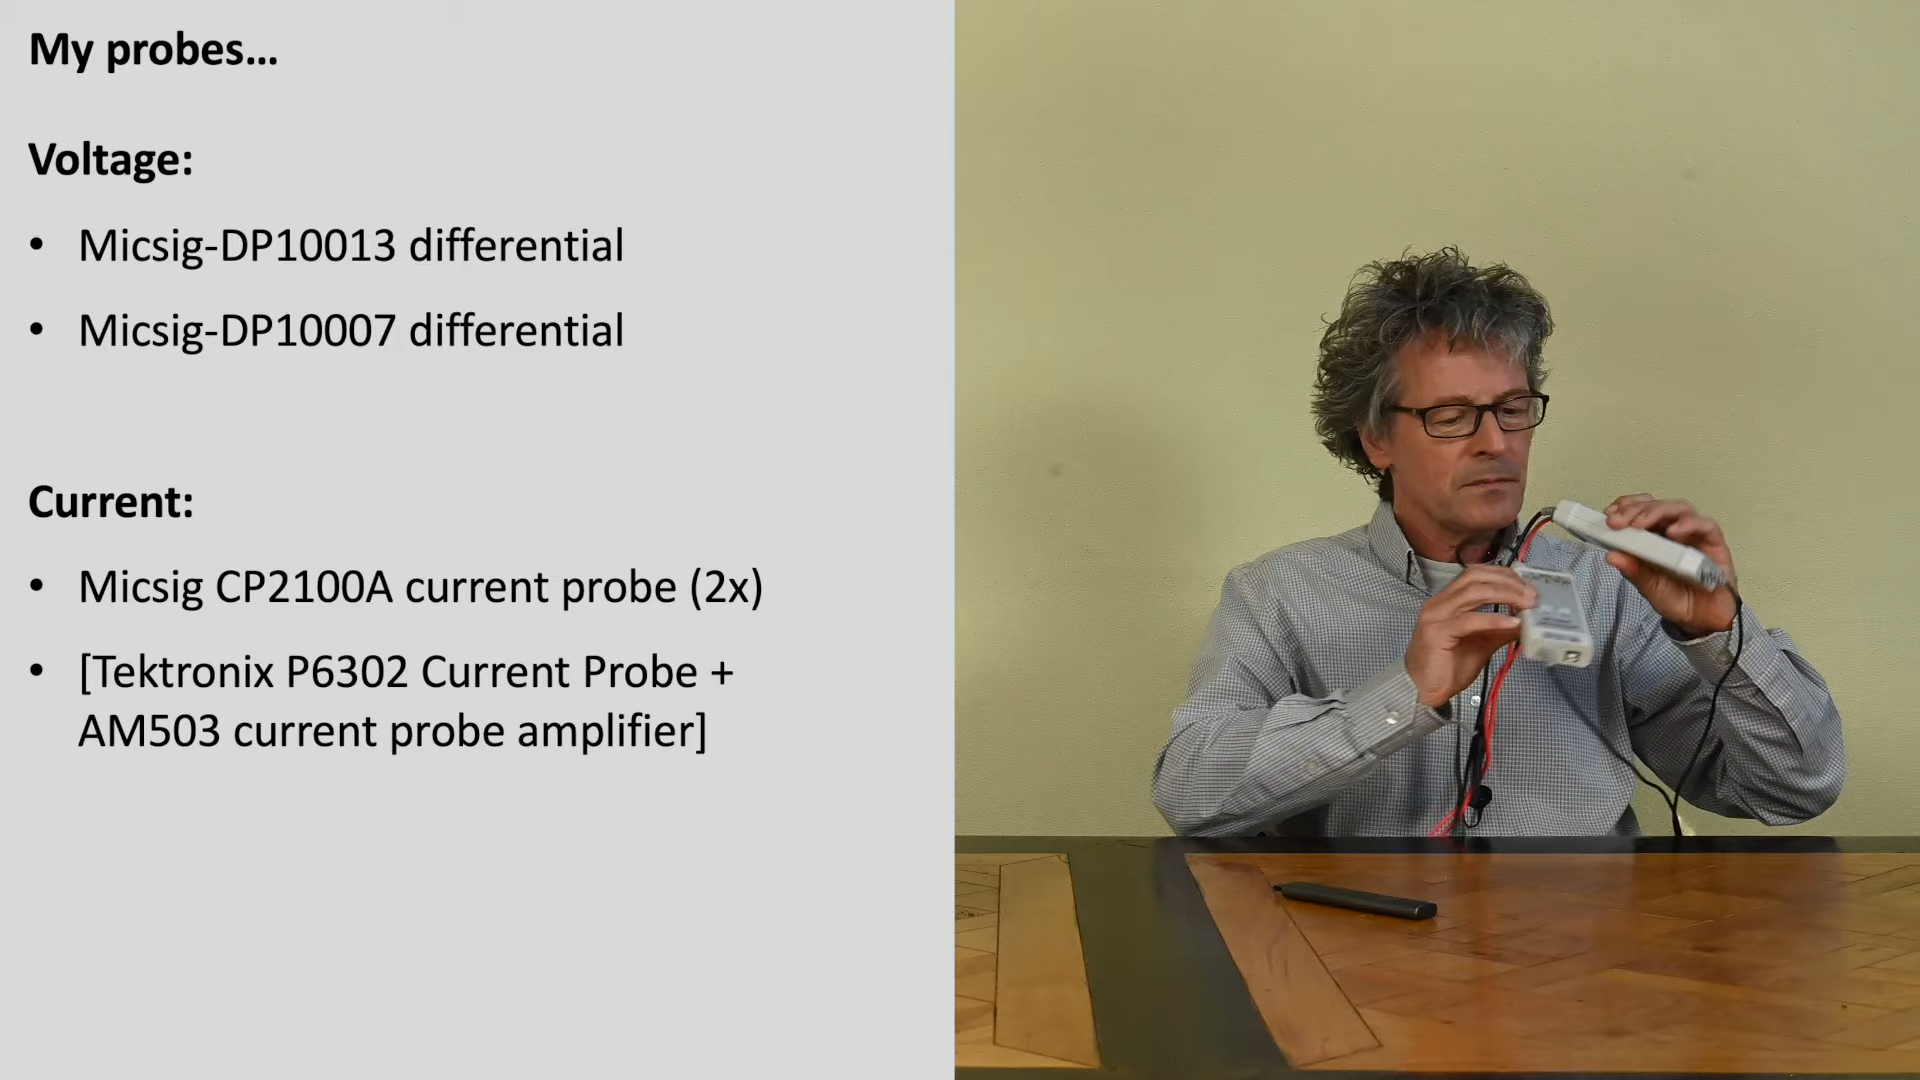 My probes...
Voltage:
• Micsig-DP10013 differential
• Micsig-DP10007 differential
Current:
• Micsig CP2100A current probe (2x)
• [Tektronix P6302 Current Probe +
AM503 current probe amplifier]